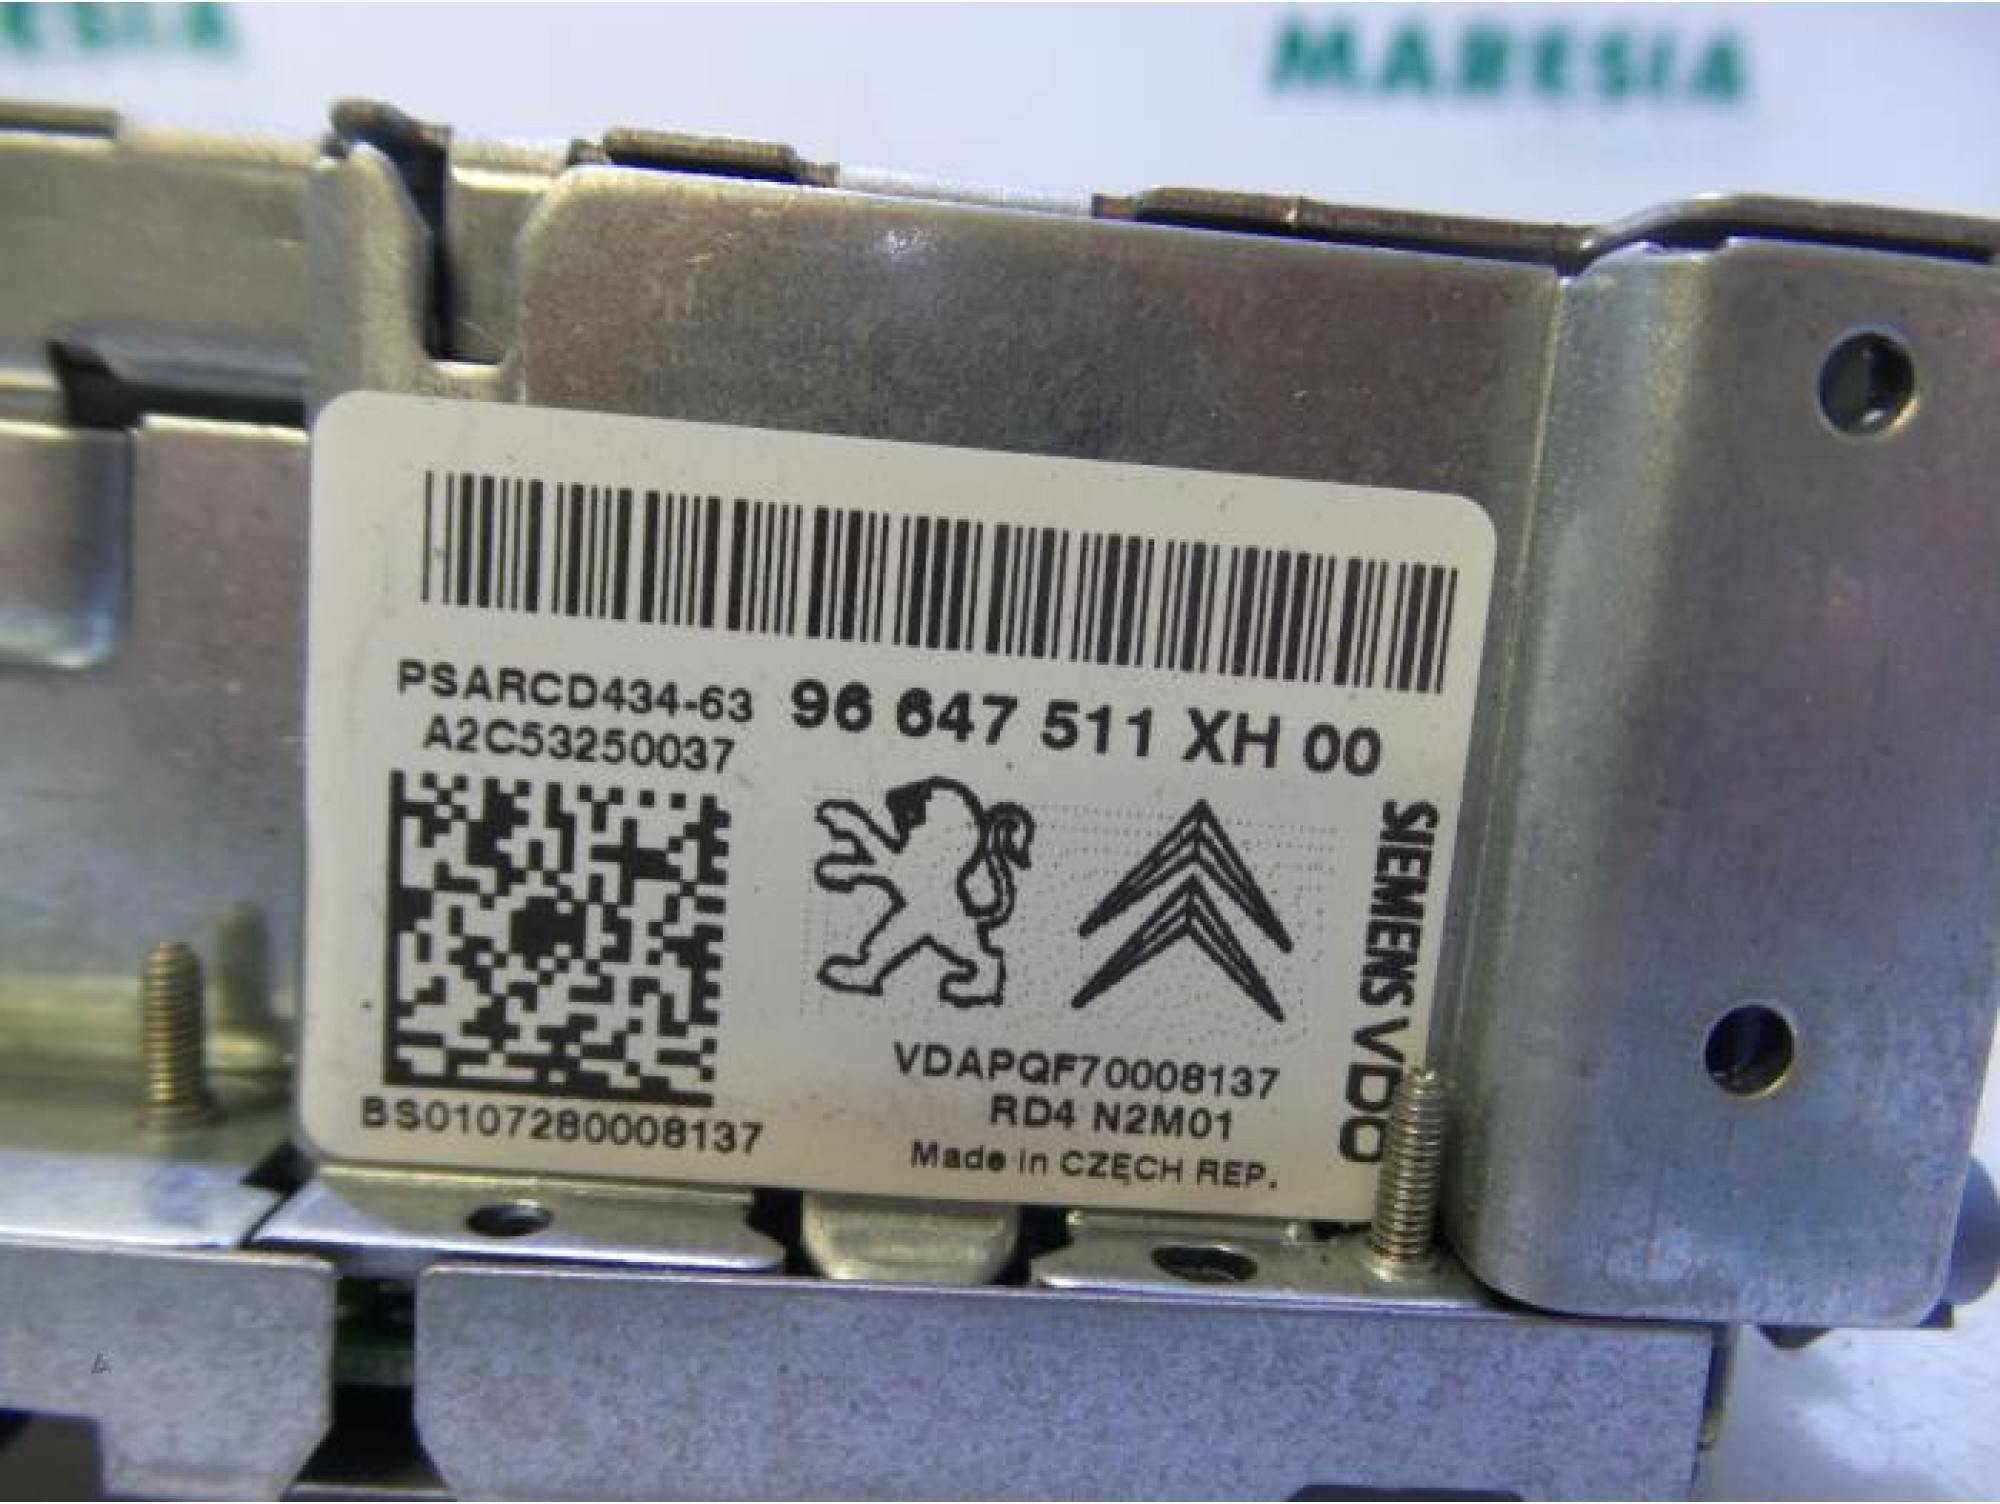 MARESIA
PSARCD434-63
A2C53250037
96 647 511 XH 00
SIEMENS VDO
VDAPQF70008137
RD4 N2M01
Made in CZECH REP.
BS0107280008137